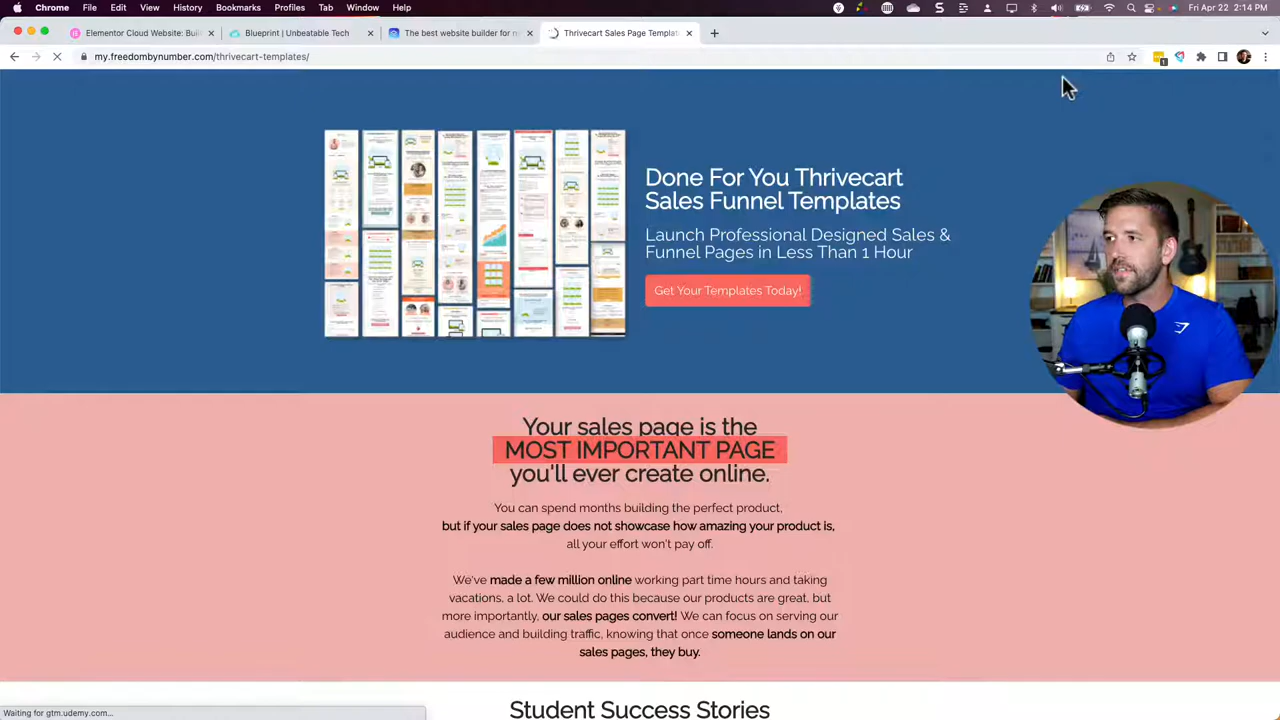 Chrome File Edit View History Bookmarks Profiles Tab Window Help Fri Apr 22 2:14 PM
Elementor Cloud Website: Buil Blueprint | Unbeatable Tech The best website builder for n Thrivecart Sales Page Templat
my.freedombynumber.com/thrivecart-templates/
Done For You Thrivecart
Sales Funnel Templates
Launch Professional Designed Sales &
Funnel Pages in Less Than 1 Hour
Get Your Templates Today!
Your sales page is the
MOST IMPORTANT PAGE
you'll ever create online.
You can spend months building the perfect product,
but if your sales page does not showcase how amazing your product is,
all your effort won't pay off.
We've made a few million online working part time hours and taking
vacations, a lot. We could do this because our products are great, but
more importantly, our sales pages convert! We can focus on serving our
audience and building traffic, knowing that once someone lands on our
sales pages, they buy.
Student Success Stories
Waiting for gtm.udemy.com...